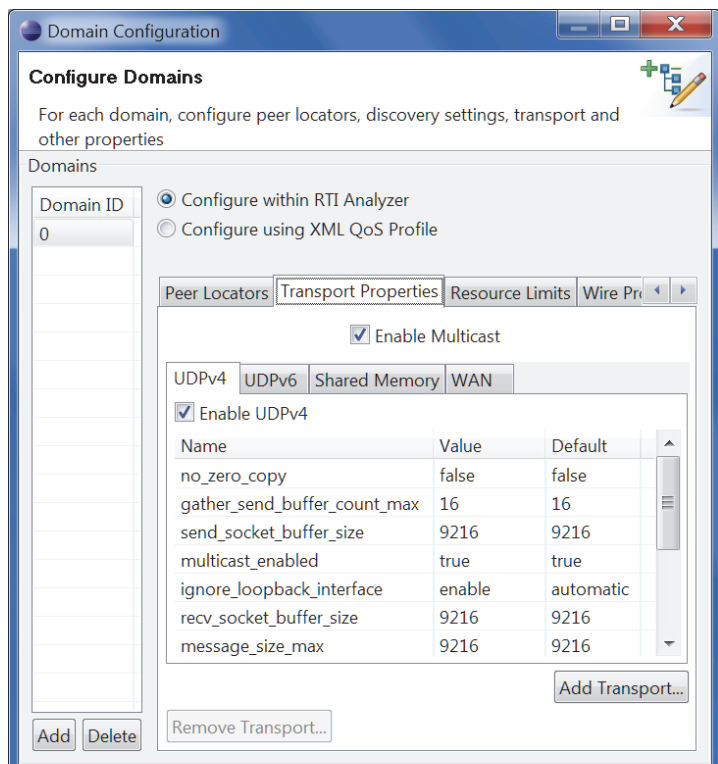 Domain Configuration
Configure Domains
For each domain, configure peer locators, discovery settings, transport and
other properties
Domains
Domain ID
0
Configure within RTI Analyzer
Configure using XML QoS Profile
Peer Locators Transport Properties Resource Limits Wire Pr
Enable Multicast
UDPv4 UDPv6 Shared Memory WAN
Enable UDPv4
Name Value Default
no_zero_copy false false
gather_send_buffer_count_max 16 16
send_socket_buffer_size 9216 9216
multicast_enabled true true
ignore_loopback_interface enable automatic
recv_socket_buffer_size 9216 9216
message_size_max 9216 9216
Add Transport...
Remove Transport...
Add Delete